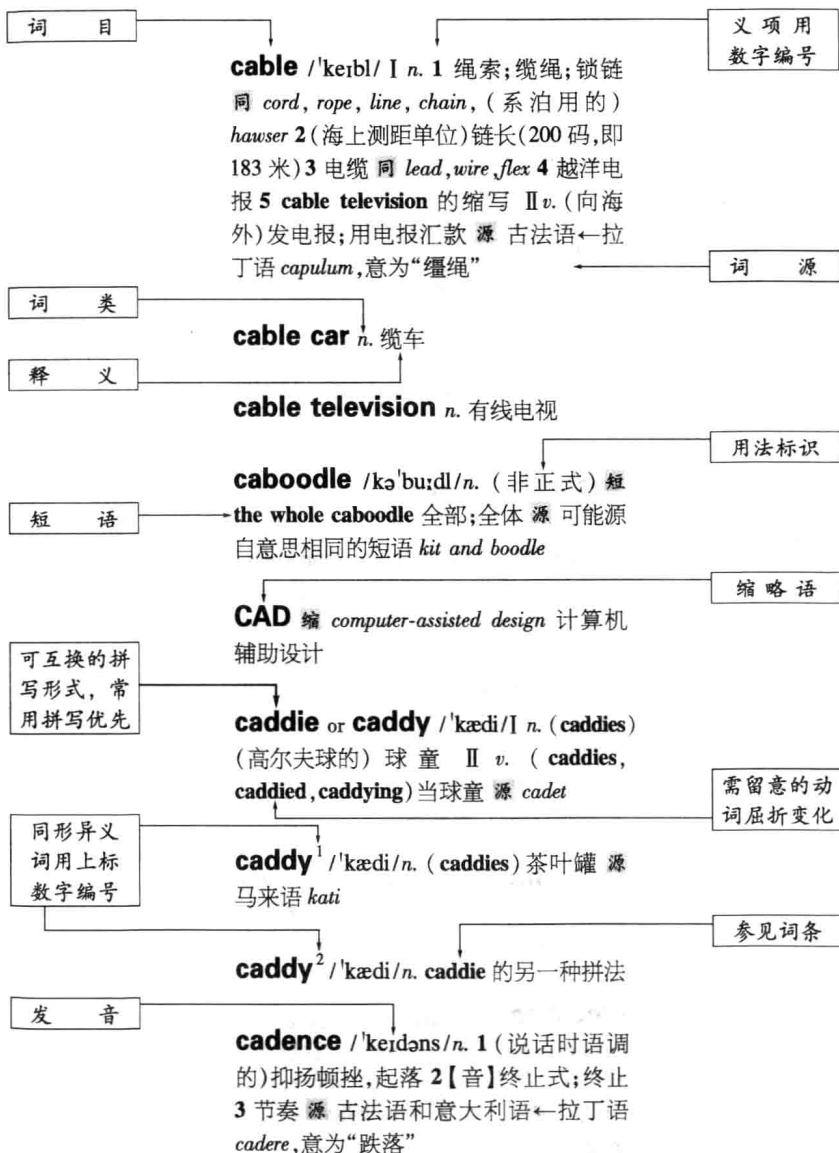 词 目
义项用
数字编号
cable /ˈkeɪbl/ Ⅰ n. 1 绳索;缆绳;锁链
同 cord, rope, line, chain, (系泊用的)
hawser 2 (海上测距单位)链长(200 码,即
183 米) 3 电缆 同 lead, wire, flex 4 越洋电
报 5 cable television 的缩写 Ⅱ v. (向海
外)发电报;用电报汇款 源 古法语←拉
丁语 capulum,意为“缰绳”
词 源
词 类
cable car n. 缆车
释 义
cable television n. 有线电视
用法标识
caboodle /kəˈbuːdl/ n. (非正式) 短
短 语
the whole caboodle 全部;全体 源 可能源
自意思相同的短语 kit and boodle
缩略语
CAD 缩 computer-assisted design 计算机
辅助设计
可互换的拼
写形式,常
用拼写优先
caddie or caddy /ˈkædi/ Ⅰ n. (caddies)
(高尔夫球的) 球童 Ⅱ v. (caddies,
caddied, caddying) 当球童 源 cadet
需留意的动
词屈折变化
同形异义
词用上标
数字编号
caddy¹ /ˈkædi/ n. (caddies) 茶叶罐 源
马来语 kati
参见词条
caddy² /ˈkædi/ n. caddie 的另一种拼法
发 音
cadence /ˈkeɪdəns/ n. 1 (说话时语调
的)抑扬顿挫,起落 2【音】终止式;终止
3 节奏 源 古法语和意大利语←拉丁语
cadere,意为“跌落”